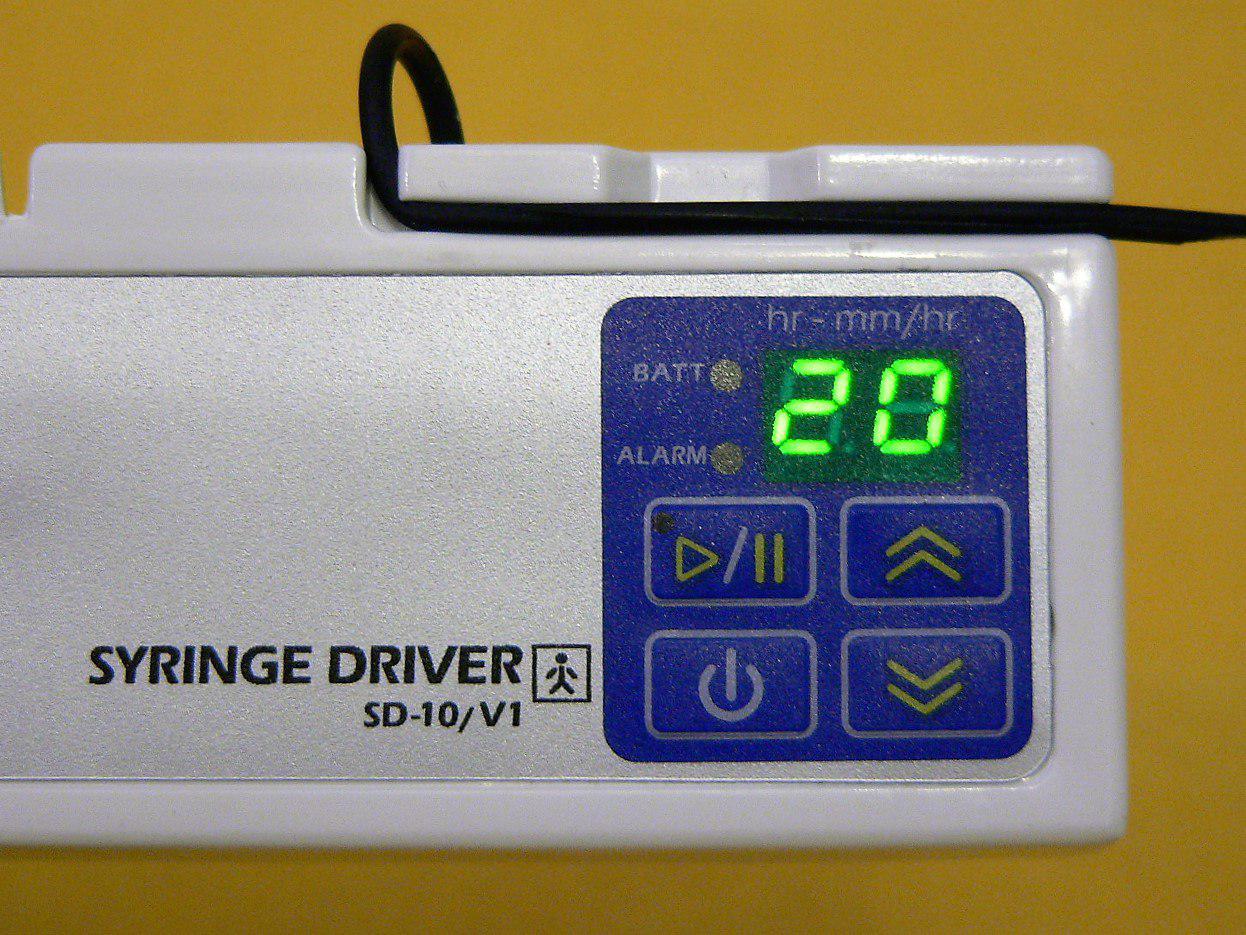 hr - mm/hr
BATT
20
ALARM
SYRINGE DRIVER
SD-10/V1